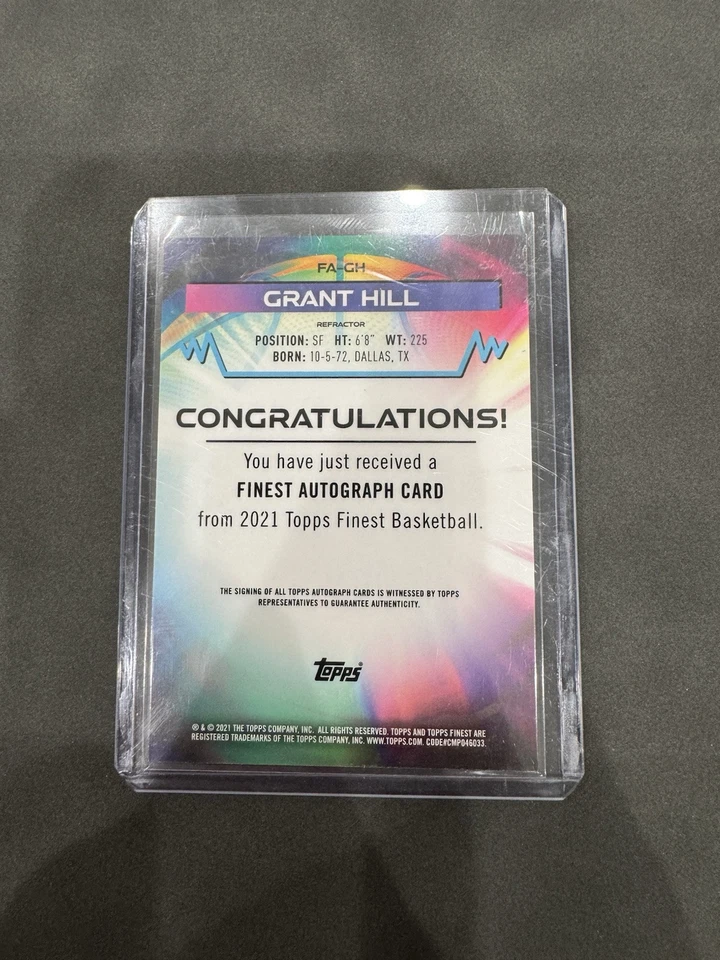 FA-GH
GRANT HILL
REFRACTOR
POSITION: SF HT: 6'8" WT: 225
BORN: 10-5-72, DALLAS, TX
CONGRATULATIONS!
You have just received a
FINEST AUTOGRAPH CARD
from 2021 Topps Finest Basketball.
THE SIGNING OF ALL TOPPS AUTOGRAPH CARDS IS WITNESSED BY TOPPS
REPRESENTATIVES TO GUARANTEE AUTHENTICITY.
topps®
® & © 2021 THE TOPPS COMPANY, INC. ALL RIGHTS RESERVED. TOPPS AND TOPPS FINEST ARE
REGISTERED TRADEMARKS OF THE TOPPS COMPANY, INC. WWW.TOPPS.COM. CODE#CMP046033.